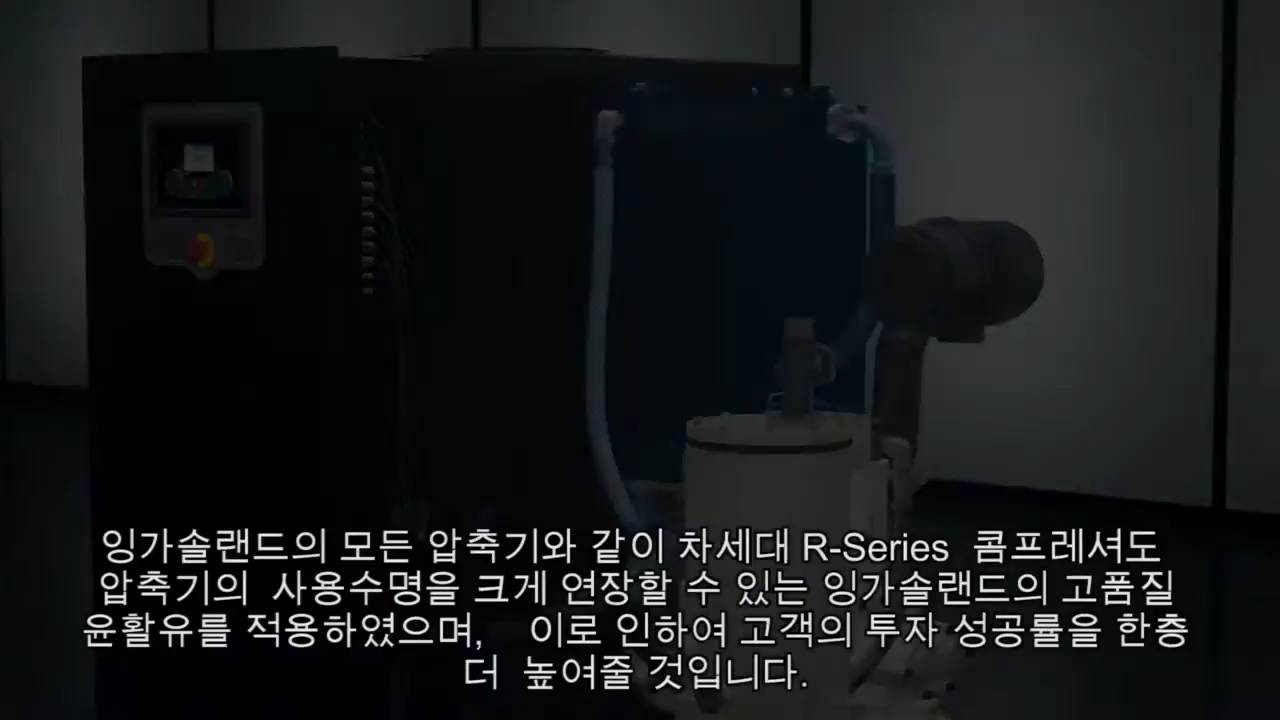 잉가솔랜드의 모든 압축기와 같이 차세대 R-Series 콤프레셔도
압축기의 사용수명을 크게 연장할 수 있는 잉가솔랜드의 고품질
윤활유를 적용하였으며, 이로 인하여 고객의 투자 성공률을 한층
더 높여줄 것입니다.